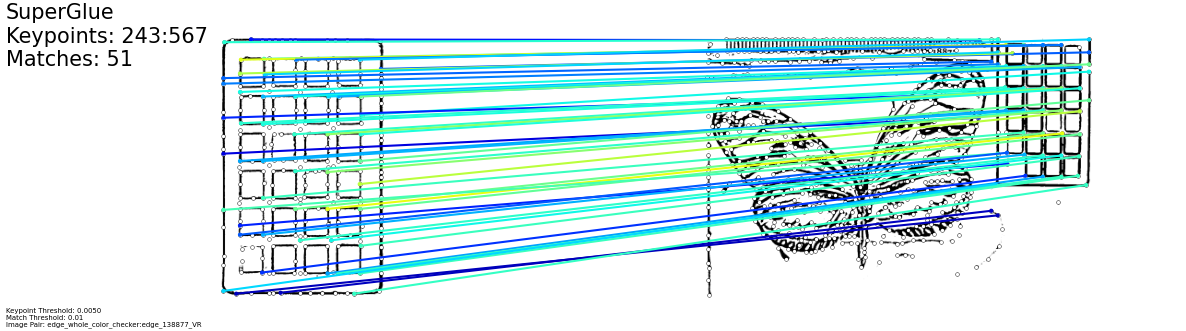 SuperGlue
Keypoints: 243:567
Matches: 51
Keypoint Threshold: 0.0050
Match Threshold: 0.01
Image Pair: edge_whole_color_checker:edge_138877_VR